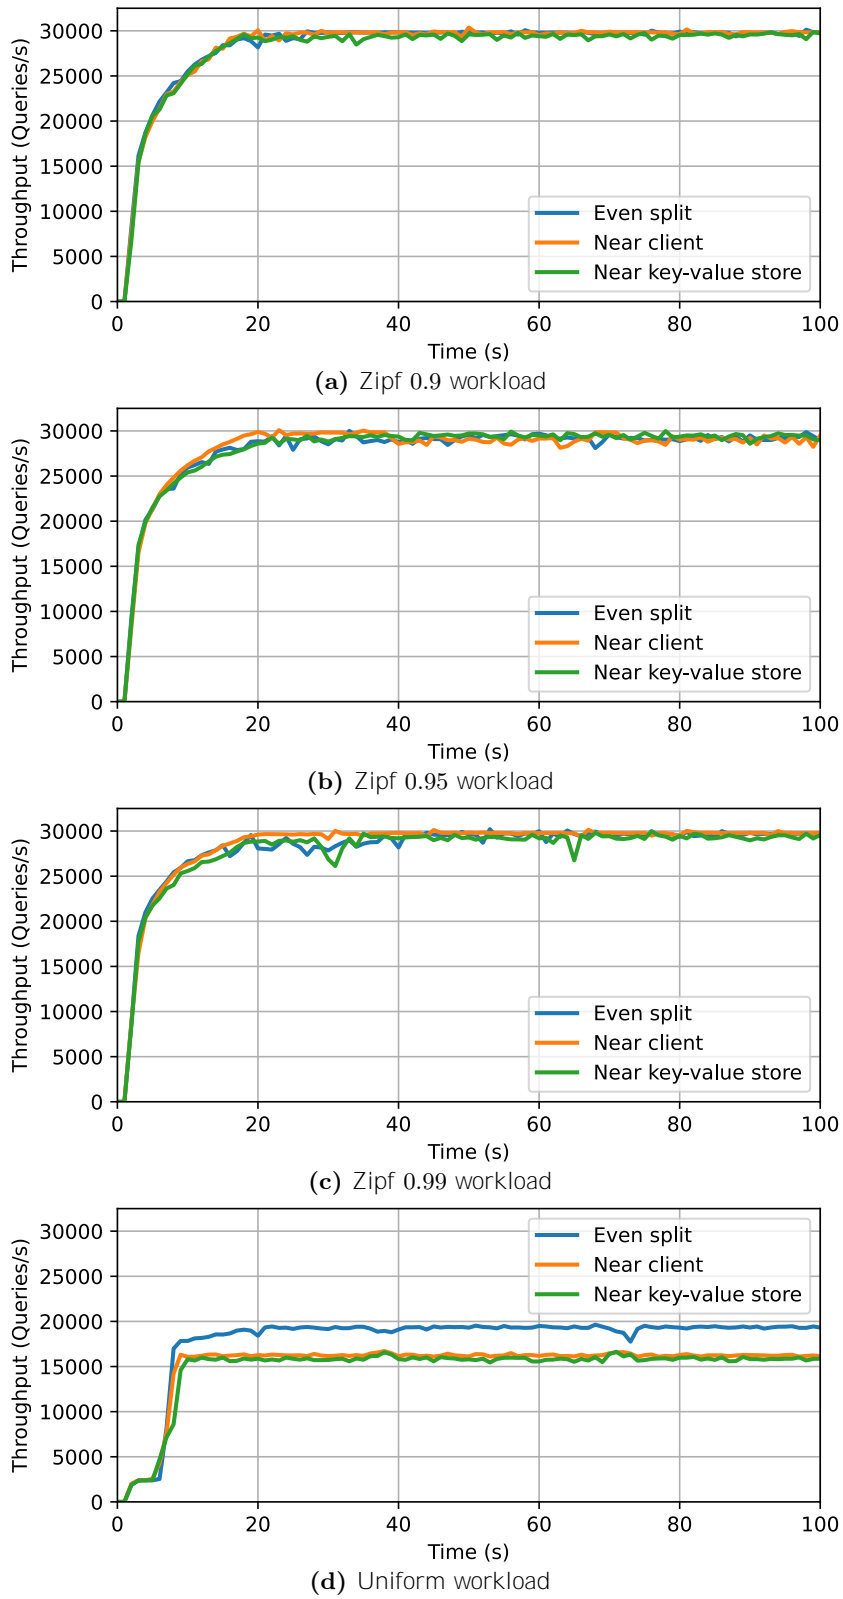 30000
25000
20000
15000
10000
5000
0
Throughput (Queries/s)
Even split
Near client
Near key-value store
0 20 40 60 80 100
Time (s)
(a) Zipf 0.9 workload
30000
25000
20000
15000
10000
5000
0
Throughput (Queries/s)
Even split
Near client
Near key-value store
0 20 40 60 80 100
Time (s)
(b) Zipf 0.95 workload
30000
25000
20000
15000
10000
5000
0
Throughput (Queries/s)
Even split
Near client
Near key-value store
0 20 40 60 80 100
Time (s)
(c) Zipf 0.99 workload
30000
25000
20000
15000
10000
5000
0
Throughput (Queries/s)
Even split
Near client
Near key-value store
0 20 40 60 80 100
Time (s)
(d) Uniform workload